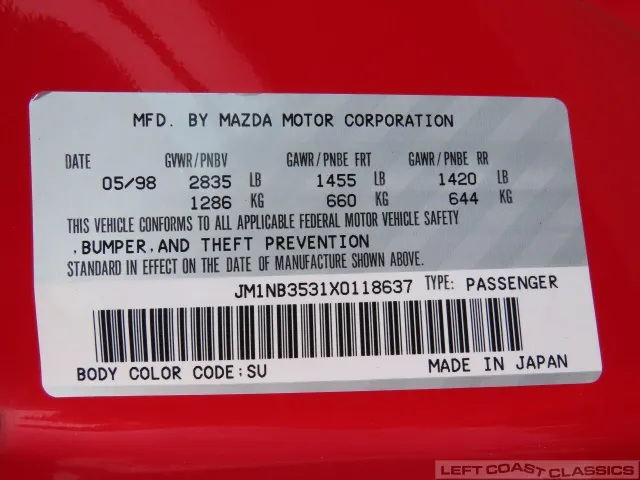 MFD. BY MAZDA MOTOR CORPORATION
DATE GVWR/PNBV GAWR/PNBE FRT GAWR/PNBE RR
05/98 2835 LB 1455 LB 1420 LB
1286 KG 660 KG 644 KG
THIS VEHICLE CONFORMS TO ALL APPLICABLE FEDERAL MOTOR VEHICLE SAFETY
,BUMPER,AND THEFT PREVENTION
STANDARD IN EFFECT ON THE DATE OF MANUFACTURE SHOWN ABOVE.
JM1NB3531X0118637 TYPE: PASSENGER
BODY COLOR CODE:SU MADE IN JAPAN
LEFT COAST CLASSICS